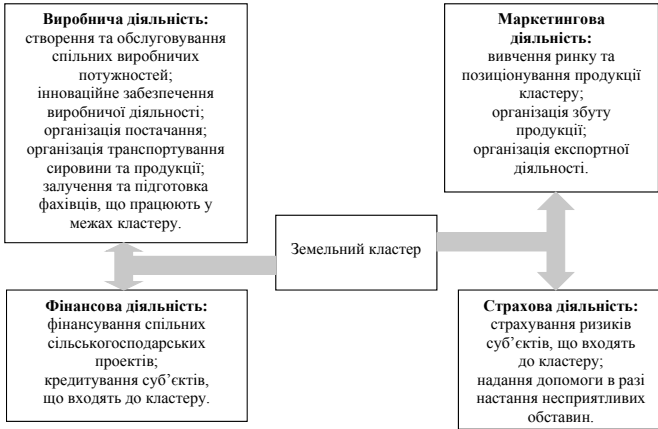 Виробнича діяльність:
створення та обслуговування
спільних виробничих
потужностей;
інноваційне забезпечення
виробничої діяльності;
організація постачання;
організація транспортування
сировини та продукції;
залучення та підготовка
фахівців, що працюють у
межах кластеру.
Маркетингова
діяльність:
вивчення ринку та
позиціонування продукції
кластеру;
організація збуту
продукції;
організація експортної
діяльності.
Земельний кластер
Фінансова діяльність:
фінансування спільних
сільськогосподарських
проектів;
кредитування суб’єктів,
що входять до кластеру.
Страхова діяльність:
страхування ризиків
суб’єктів, що входять
до кластеру;
надання допомоги в разі
настання несприятливих
обставин.